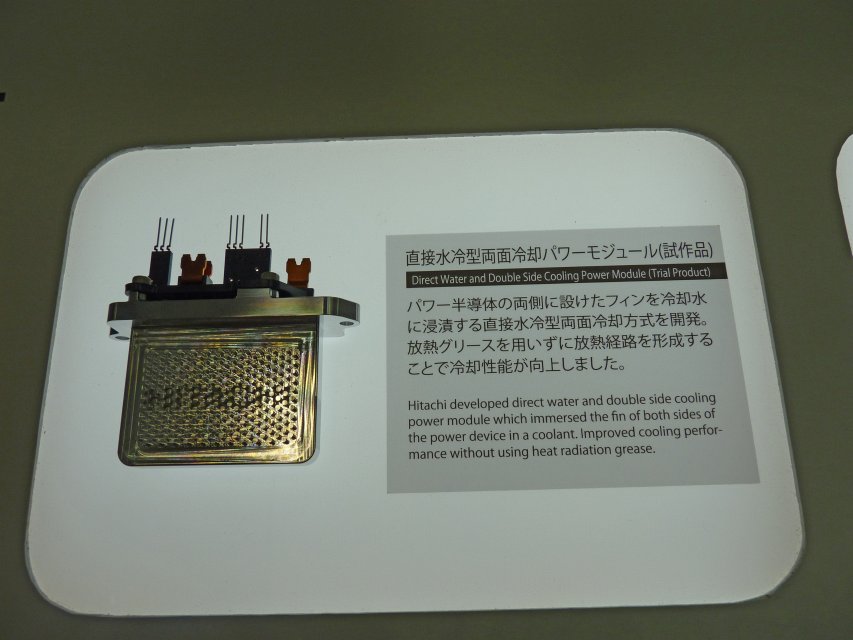 直接水冷型両面冷却パワーモジュール(試作品)
Direct Water and Double Side Cooling Power Module (Trial Product)
パワー半導体の両側に設けたフィンを冷却水
に浸漬する直接水冷型両面冷却方式を開発。
放熱グリースを用いずに放熱経路を形成する
ことで冷却性能が向上しました。
Hitachi developed direct water and double side cooling
power module which immersed the fin of both sides of
the power device in a coolant. Improved cooling perfor-
mance without using heat radiation grease.